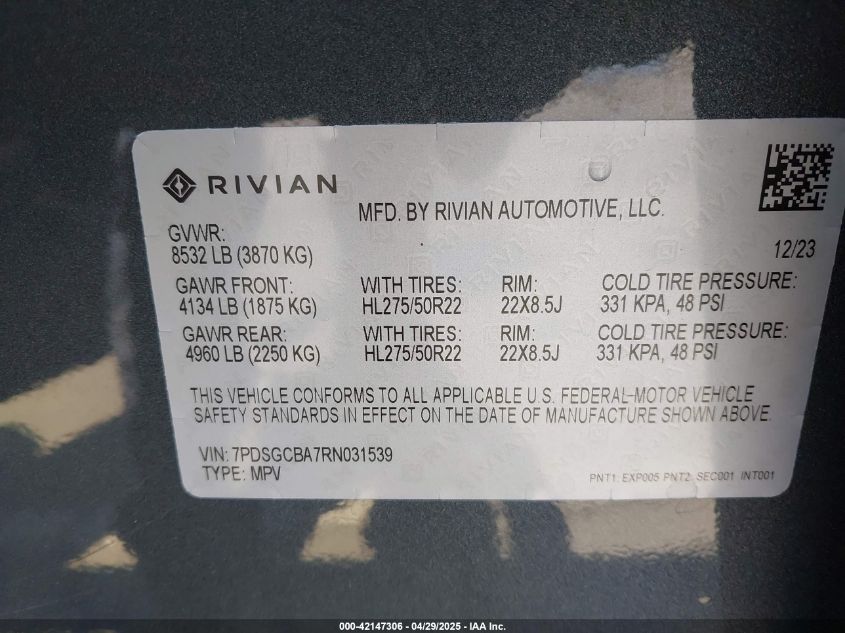 RIVIAN
MFD. BY RIVIAN AUTOMOTIVE, LLC.
GVWR:
8532 LB (3870 KG)
12/23
GAWR FRONT: WITH TIRES: RIM: COLD TIRE PRESSURE:
4134 LB (1875 KG) HL275/50R22 22X8.5J 331 KPA, 48 PSI
GAWR REAR: WITH TIRES: RIM: COLD TIRE PRESSURE:
4960 LB (2250 KG) HL275/50R22 22X8.5J 331 KPA, 48 PSI
THIS VEHICLE CONFORMS TO ALL APPLICABLE U.S. FEDERAL-MOTOR VEHICLE
SAFETY STANDARDS IN EFFECT ON THE DATE OF MANUFACTURE SHOWN ABOVE.
VIN: 7PDSGCBA7RN031539
TYPE: MPV
PNT1: EXP005 PNT2: SEC001 INT001
000-42147306 / 04/29/2025 - IAA Inc.